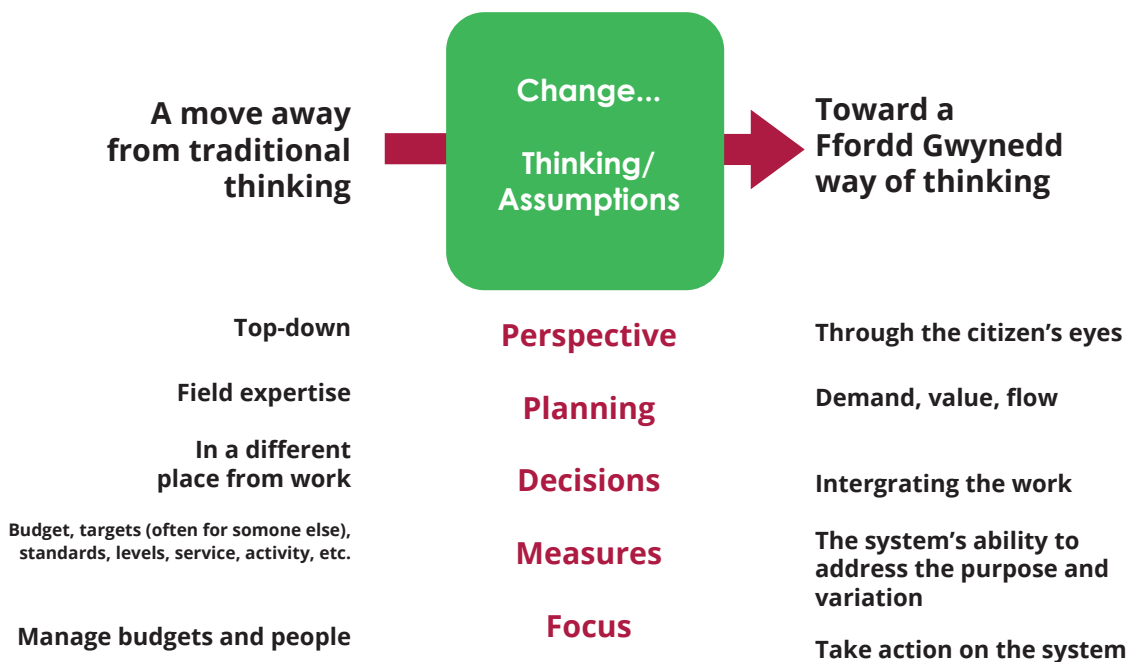 A move away
from traditional
thinking
Change...
Thinking/
Assumptions
Toward a
Ffordd Gwynedd
way of thinking
Top-down
Perspective
Through the citizen’s eyes
Field expertise
Planning
Demand, value, flow
In a different
place from work
Decisions
Intergrating the work
Budget, targets (often for somone else),
standards, levels, service, activity, etc.
Measures
The system’s ability to
address the purpose and
variation
Manage budgets and people
Focus
Take action on the system